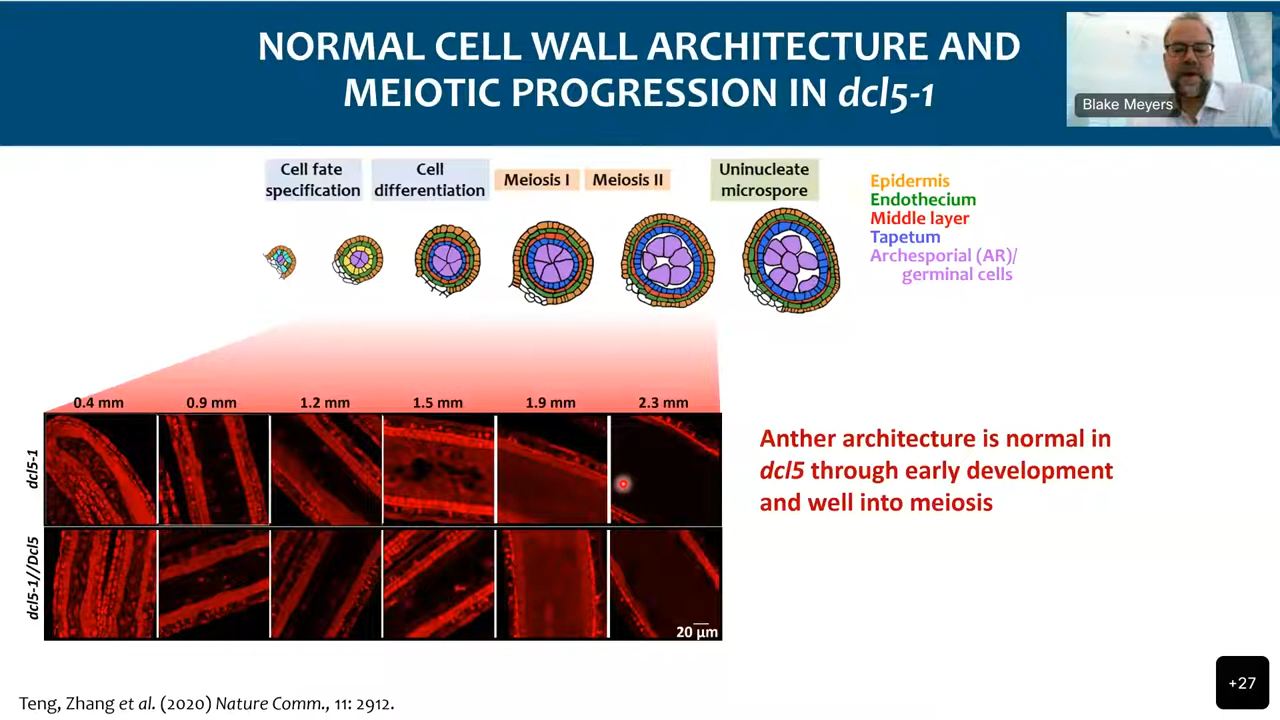 NORMAL CELL WALL ARCHITECTURE AND
MEIOTIC PROGRESSION IN dcl5-1
Blake Meyers
Cell fate
specification
Cell
differentiation
Meiosis I
Meiosis II
Uninucleate
microspore
Epidermis
Endothecium
Middle layer
Tapetum
Archesporial (AR)/
germinal cells
0.4 mm
0.9 mm
1.2 mm
1.5 mm
1.9 mm
2.3 mm
dcl5-1
dcl5-1//Dcl5
20 µm
Anther architecture is normal in
dcl5 through early development
and well into meiosis
Teng, Zhang et al. (2020) Nature Comm., 11: 2912.
+27